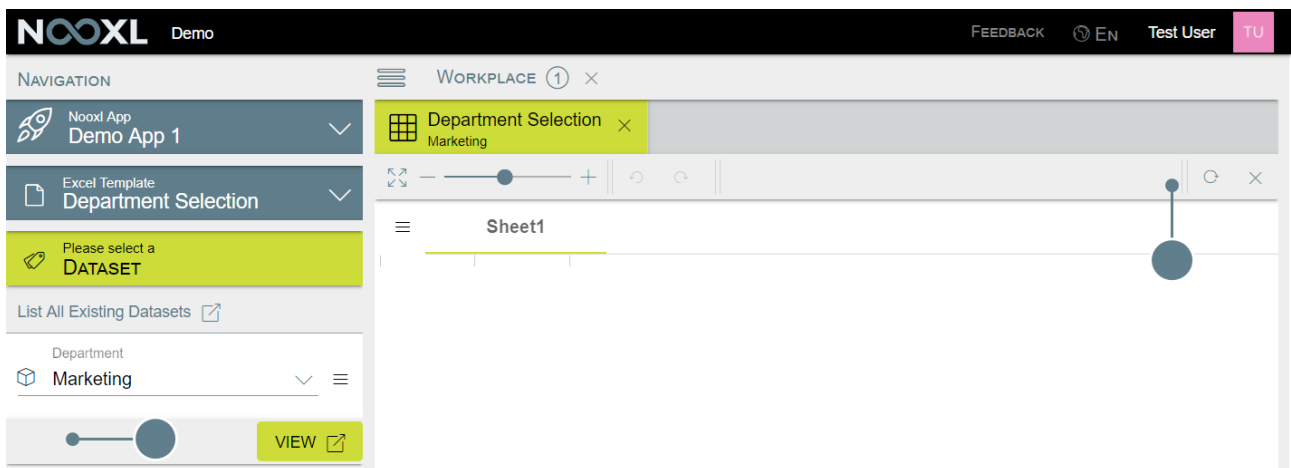 NOOXL Demo FEEDBACK EN Test User TU
NAVIGATION
Nooxl App
Demo App 1
Excel Template
Department Selection
Please select a
DATASET
List All Existing Datasets
Department
Marketing
VIEW
WORKPLACE 1
Department Selection
Marketing
Sheet1